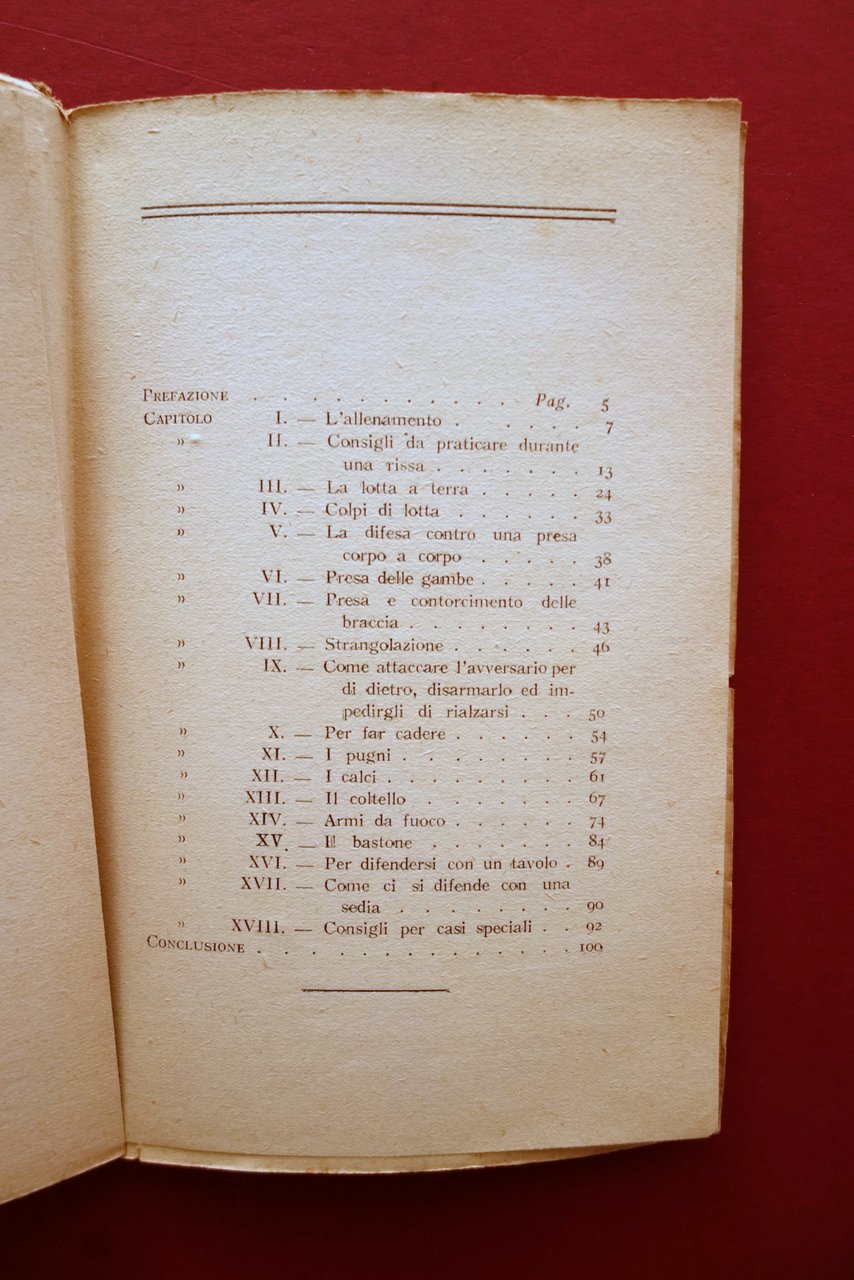 PREFAZIONE . . . . . . . . . . . Pag. 5
CAPITOLO I. — L'allenamento . . . . . . 7
» II. — Consigli da praticare durante
una rissa . . . . . . . 13
» III. — La lotta a terra . . . . . 24
» IV. — Colpi di lotta . . . . . . 33
» V. — La difesa contro una presa
corpo a corpo . . . . . 38
» VI. — Presa delle gambe . . . . . 41
» VII. — Presa e contorcimento delle
braccia . . . . . . . . 43
» VIII. — Strangolazione . . . . . . 46
» IX. — Come attaccare l'avversario per
di dietro, disarmarlo ed im-
pedirgli di rialzarsi . . . 50
» X. — Per far cadere . . . . . . 54
» XI. — I pugni . . . . . . . . 57
» XII. — I calci . . . . . . . . . 61
» XIII. — Il coltello . . . . . . . 67
» XIV. — Armi da fuoco . . . . . . 74
» XV. — Il bastone . . . . . . . 84
» XVI. — Per difendersi con un tavolo . 89
» XVII. — Come ci si difende con una
sedia . . . . . . . . 90
» XVIII. — Consigli per casi speciali . . 92
CONCLUSIONE . . . . . . . . . . . . . 100